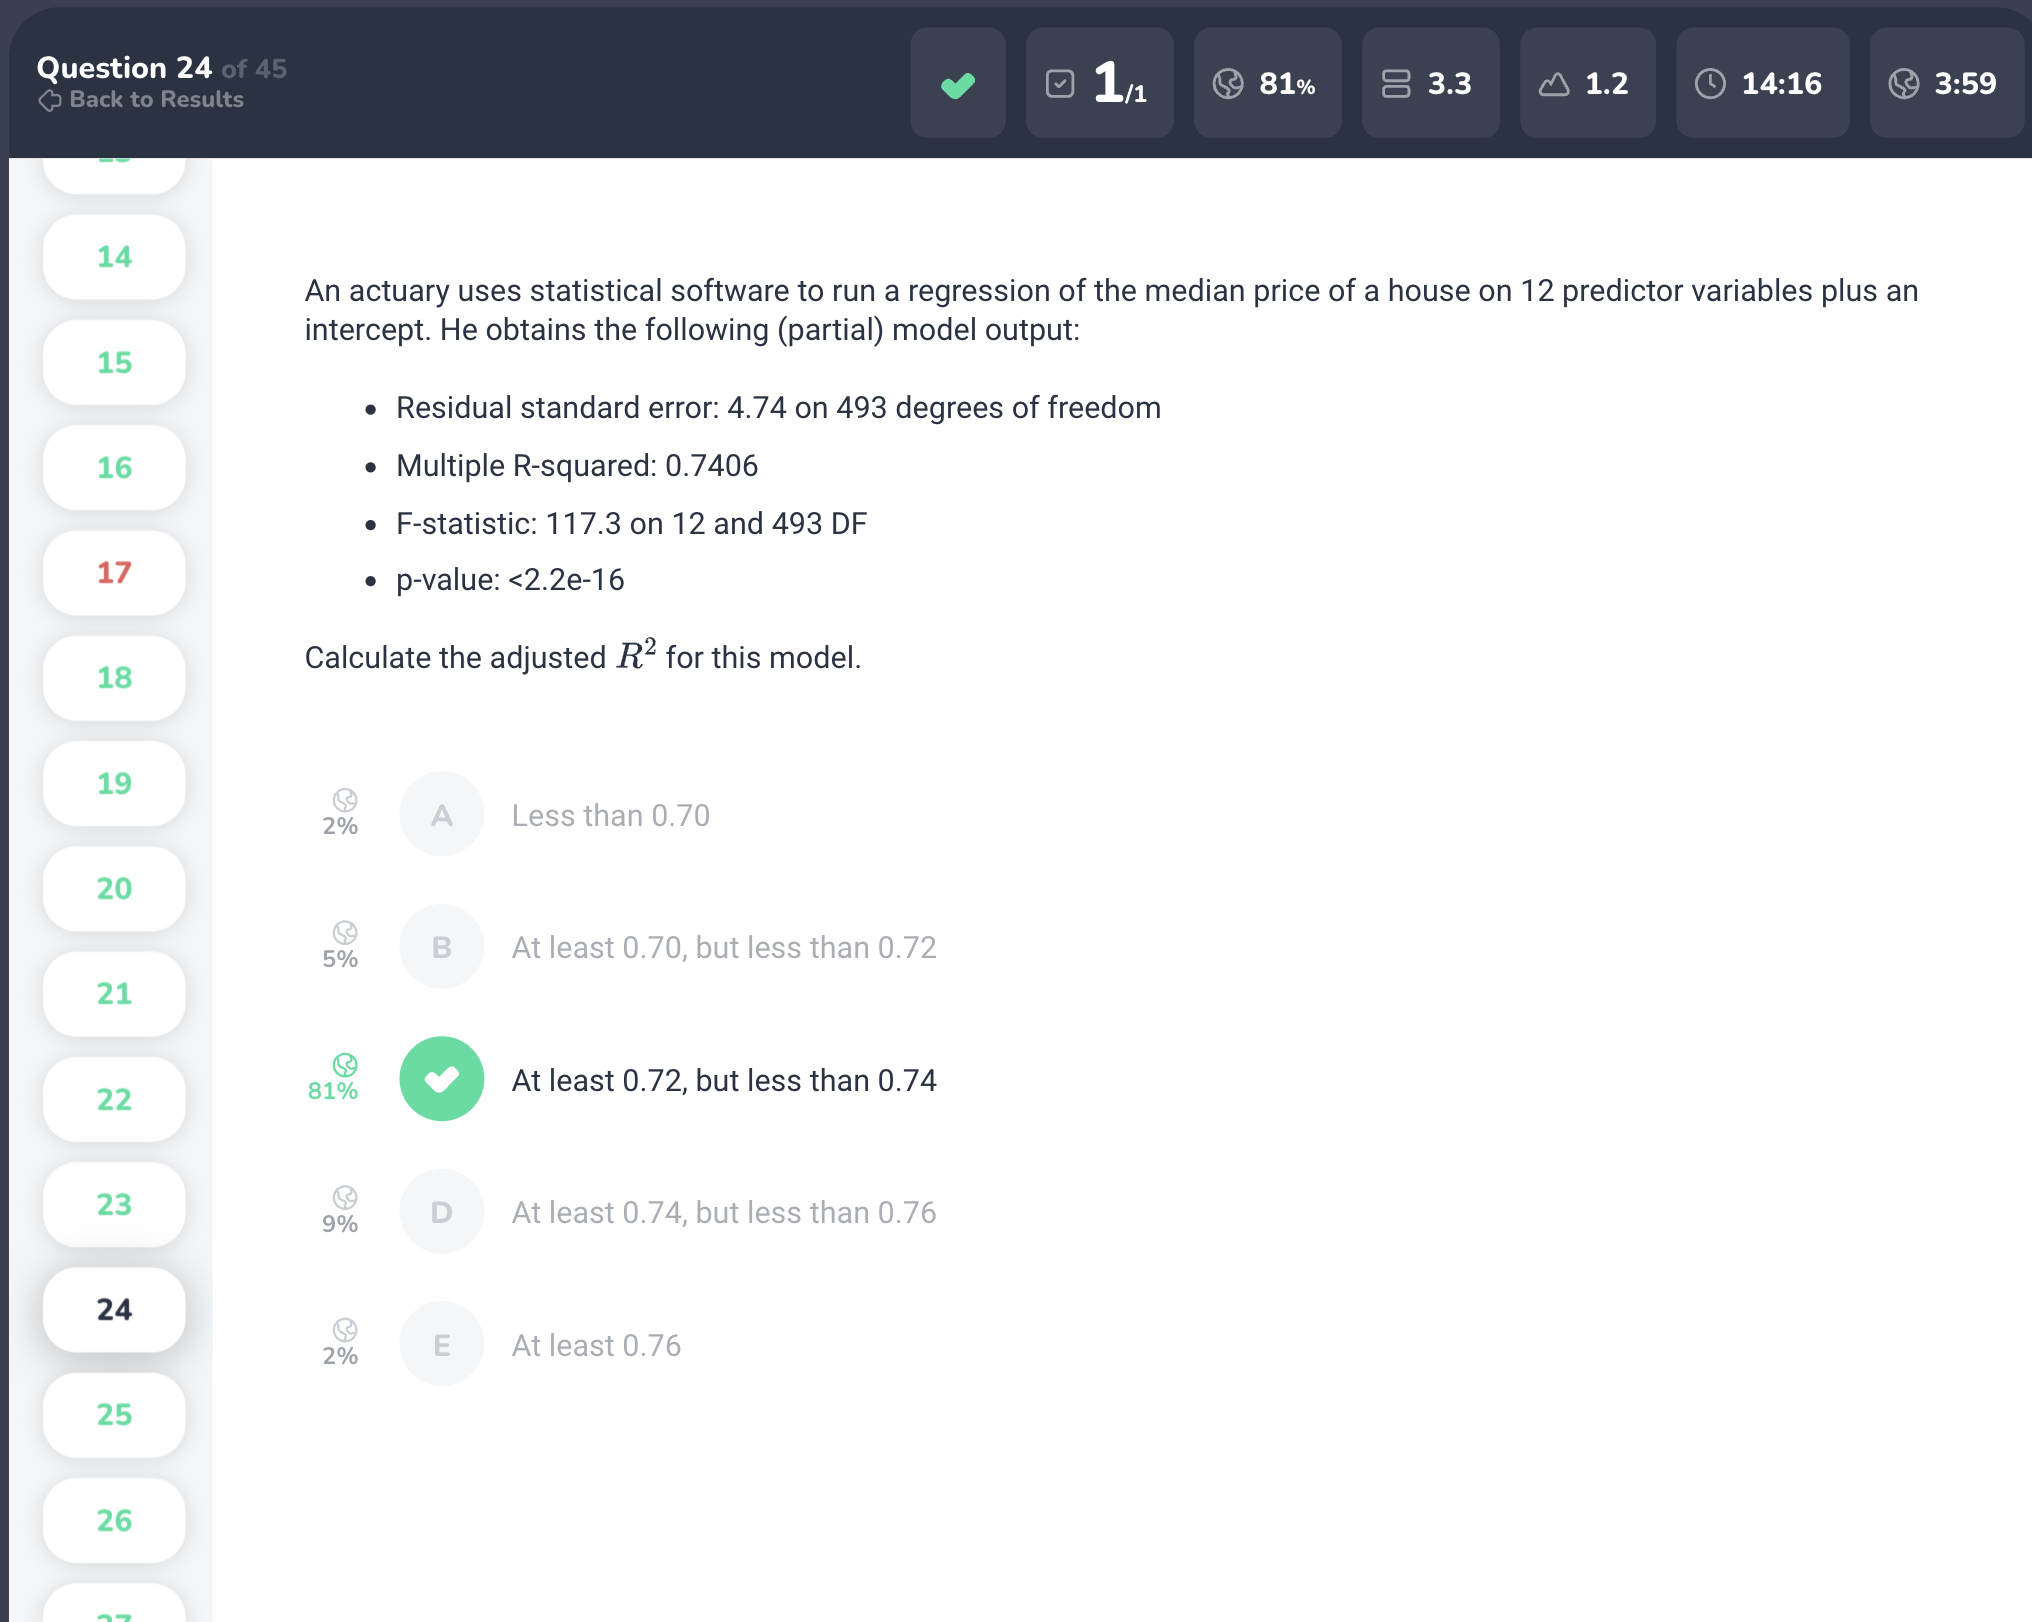 Question 24 of 45
Back to Results
1/1
81%
3.3
1.2
14:16
3:59
14
15
16
17
18
19
20
21
22
23
24
25
26
An actuary uses statistical software to run a regression of the median price of a house on 12 predictor variables plus an
intercept. He obtains the following (partial) model output:
• Residual standard error: 4.74 on 493 degrees of freedom
• Multiple R-squared: 0.7406
• F-statistic: 117.3 on 12 and 493 DF
• p-value: <2.2e-16
Calculate the adjusted R² for this model.
2% A Less than 0.70
5% B At least 0.70, but less than 0.72
81% At least 0.72, but less than 0.74
9% D At least 0.74, but less than 0.76
2% E At least 0.76